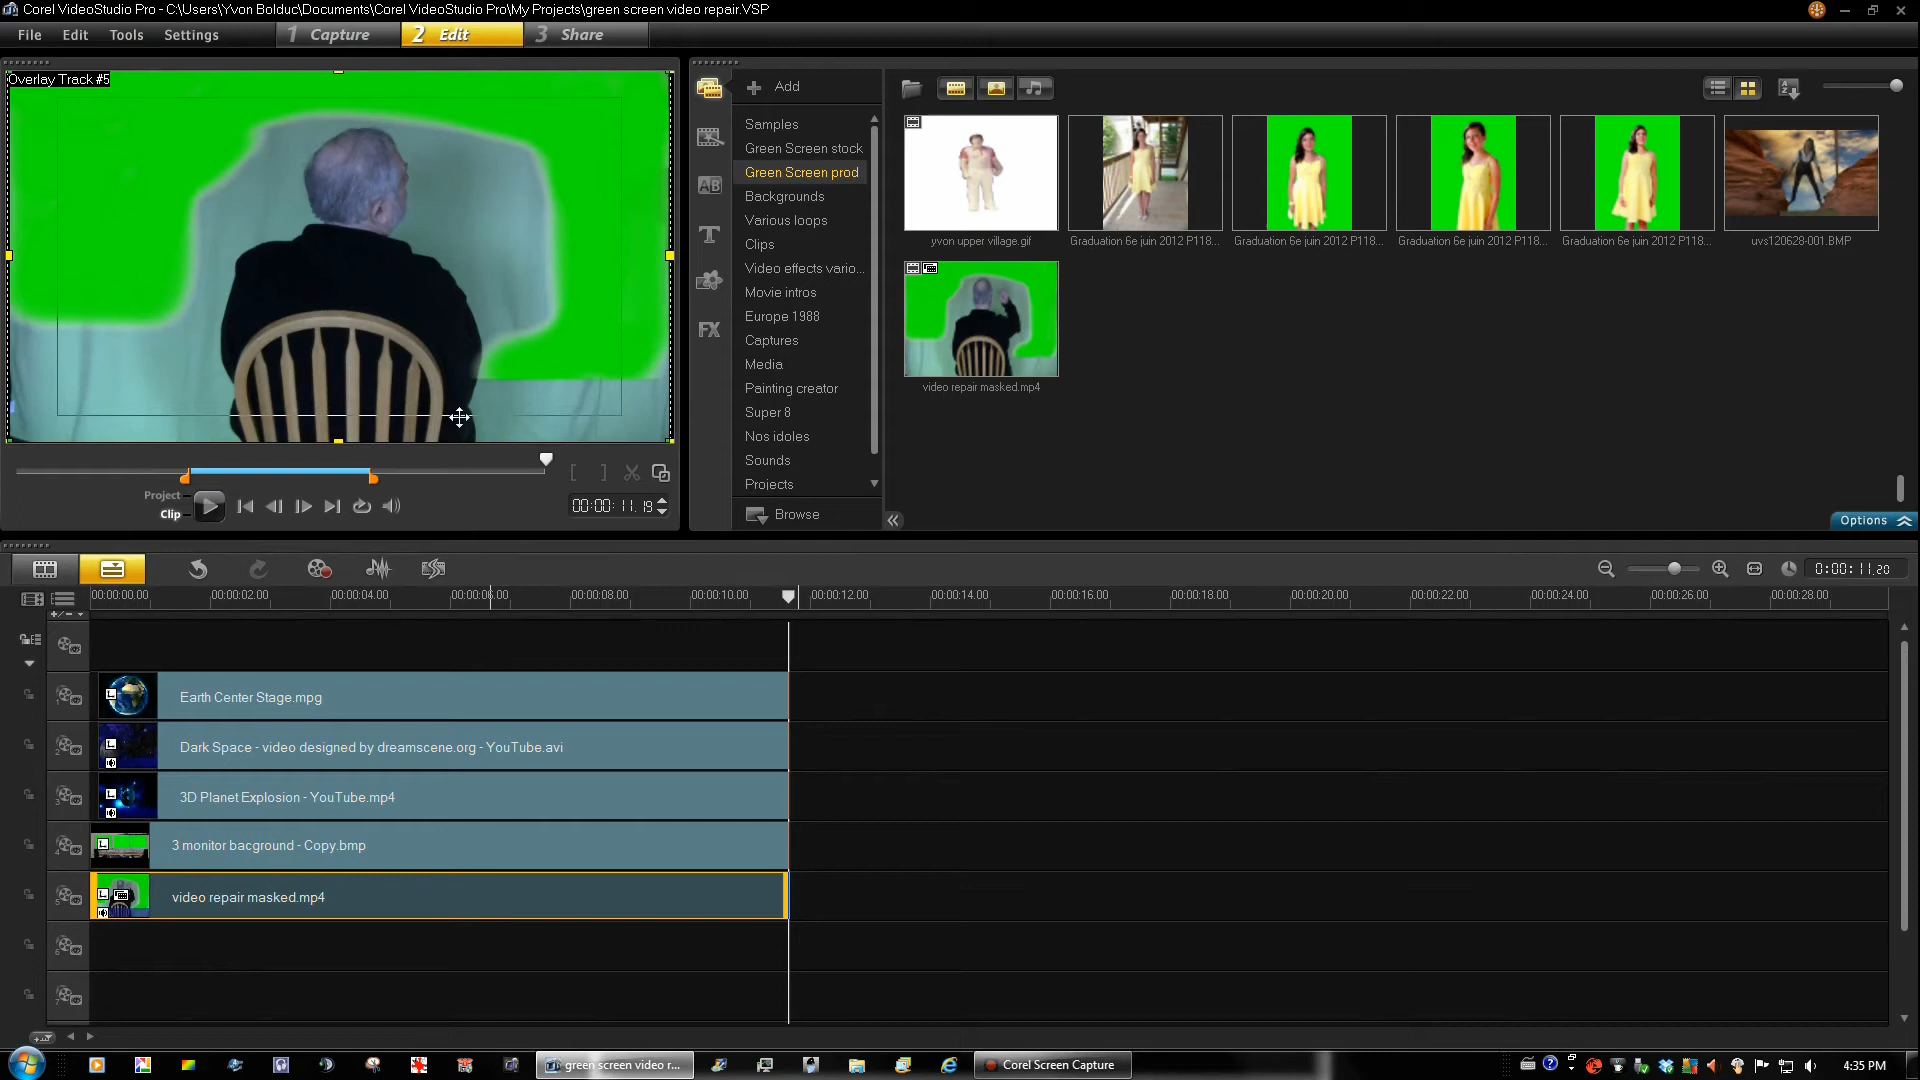 Corel VideoStudio Pro - C:\Users\Yvon Bolduc\Documents\Corel VideoStudio Pro\My Projects\green screen video repair.VSP
File Edit Tools Settings 1 Capture 2 Edit 3 Share
Overlay Track #5
Add
Samples
Green Screen stock
Green Screen prod
Backgrounds
Various loops
Clips
Video effects vario...
Movie intros
Europe 1988
Captures
Media
Painting creator
Super 8
Nos idoles
Sounds
Projects
Browse
yvon upper village.gif
Graduation 6e juin 2012 P118...
Graduation 6e juin 2012 P118...
Graduation 6e juin 2012 P118...
Graduation 6e juin 2012 P118...
uvs120628-001.BMP
video repair masked.mp4
AB
T
FX
Options
Project
Clip
00:00:11.19
0:00:11.20
00:00:00.00 00:00:02.00 00:00:04.00 00:00:06.00 00:00:08.00 00:00:10.00 00:00:12.00 00:00:14.00 00:00:16.00 00:00:18.00 00:00:20.00 00:00:22.00 00:00:24.00 00:00:26.00 00:00:28.00
1 Earth Center Stage.mpg
2 Dark Space - video designed by dreamscene.org - YouTube.avi
3 3D Planet Explosion - YouTube.mp4
4 3 monitor bacground - Copy.bmp
5 video repair masked.mp4
6
7
green screen video r...
Corel Screen Capture
4:35 PM